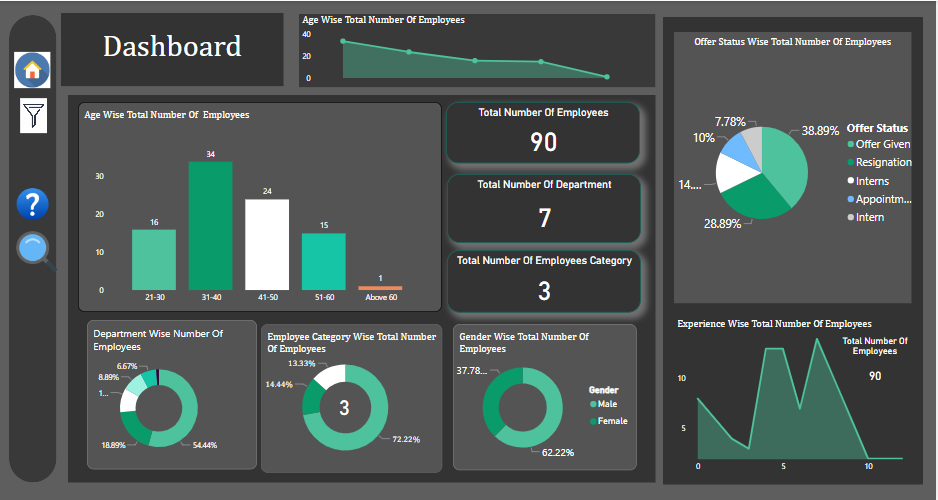 Dashboard
Age Wise Total Number Of Employees
40
20
0
Age Wise Total Number Of Employees
30
20
10
0
16
34
24
15
1
21-30
31-40
41-50
51-60
Above 60
Total Number Of Employees
90
Total Number Of Department
7
Total Number Of Employees Category
3
Offer Status Wise Total Number Of Employees
7.78%
38.89%
10%
14....
28.89%
Offer Status
Offer Given
Resignation
Interns
Appointm...
Intern
Department Wise Number Of
Employees
6.67%
8.89%
1...
18.89%
54.44%
Employee Category Wise Total Number
Of Employees
13.33%
14.44%
3
72.22%
Gender Wise Total Number Of
Employees
37.78...
62.22%
Gender
Male
Female
Experience Wise Total Number Of Employees
Total Number Of
Employees
90
10
5
0
5
10